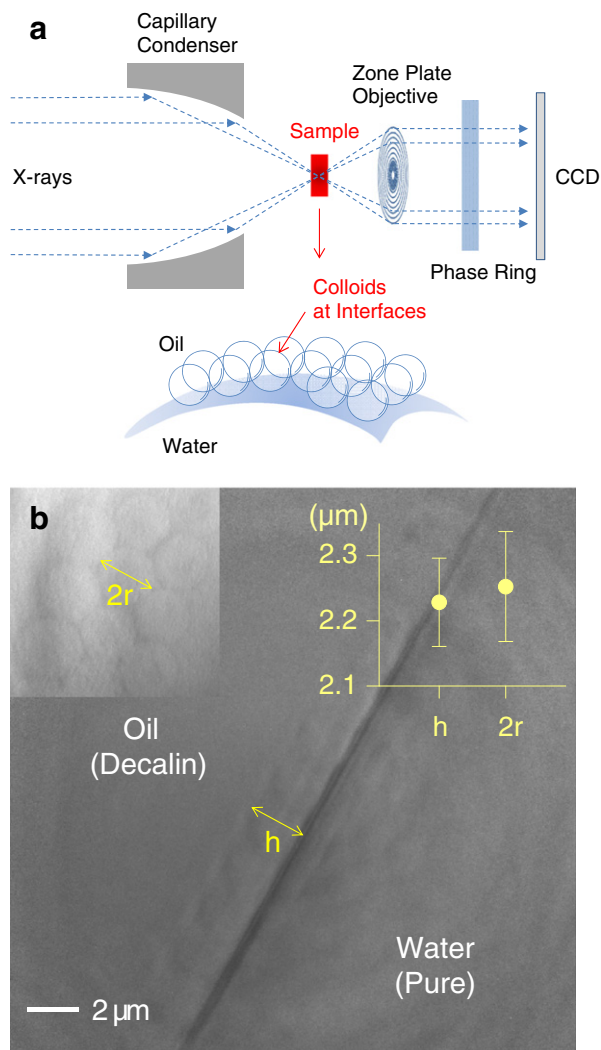 a
Capillary
Condenser
Zone Plate
Objective
Sample
X-rays
CCD
Phase Ring
Colloids
at Interfaces
Oil
Water
b
(μm)
2.3
2.2
2.1
h
2r
2r
Oil
(Decalin)
h
Water
(Pure)
2 μm